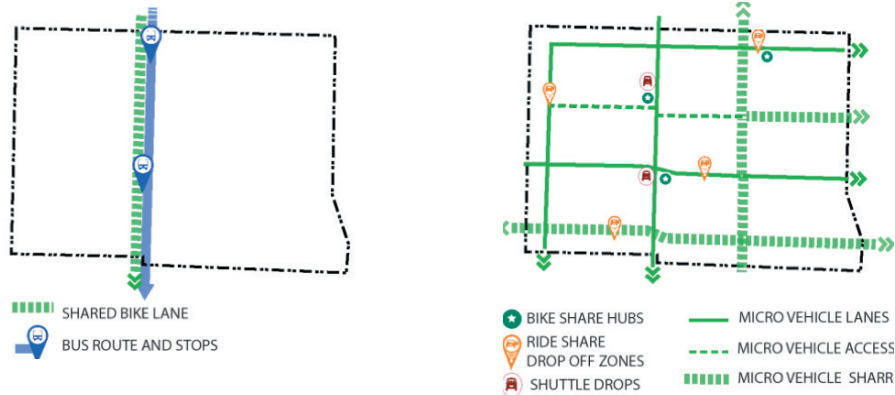 SHARED BIKE LANE
BUS ROUTE AND STOPS
BIKE SHARE HUBS
RIDE SHARE
DROP OFF ZONES
SHUTTLE DROPS
MICRO VEHICLE LANES
MICRO VEHICLE ACCESS
MICRO VEHICLE SHARR